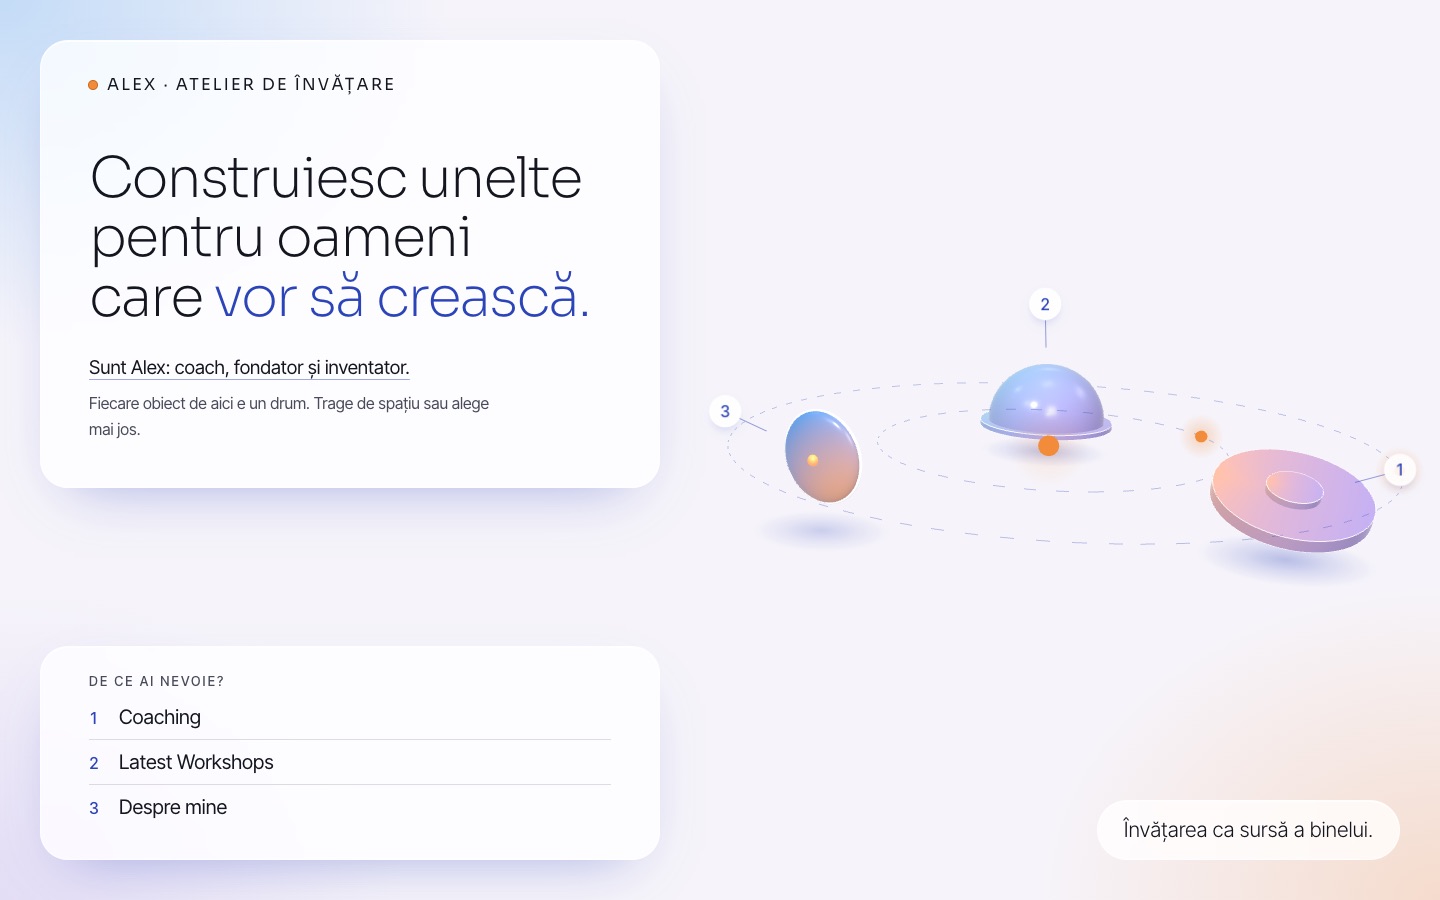 ALEX · ATELIER DE ÎNVĂȚARE
Construiesc unelte
pentru oameni
care vor să crească.
Sunt Alex: coach, fondator și inventator.
Fiecare obiect de aici e un drum. Trage de spațiu sau alege
mai jos.
2
3
1
DE CE AI NEVOIE?
1 Coaching
2 Latest Workshops
3 Despre mine
Învățarea ca sursă a binelui.